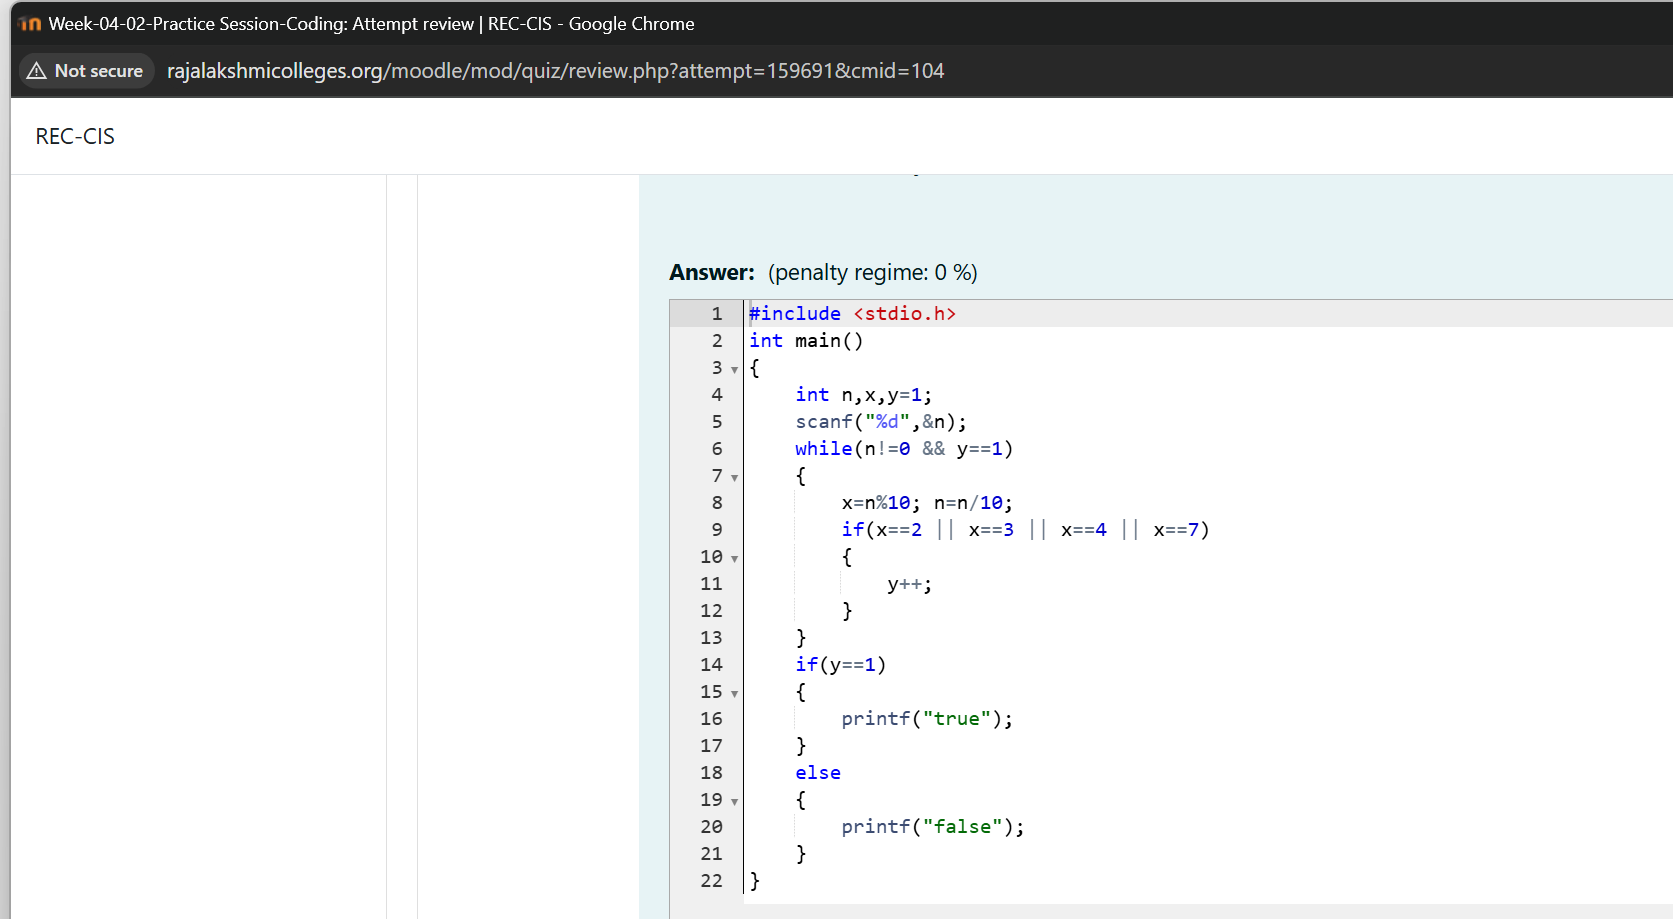 Week-04-02-Practice Session-Coding: Attempt review | REC-CIS - Google Chrome
Not secure rajalakshmicolleges.org/moodle/mod/quiz/review.php?attempt=159691&cmid=104
REC-CIS
Answer: (penalty regime: 0 %)
1 #include <stdio.h>
2 int main()
3 {
4     int n,x,y=1;
5     scanf("%d",&n);
6     while(n!=0 && y==1)
7     {
8         x=n%10; n=n/10;
9         if(x==2 || x==3 || x==4 || x==7)
10         {
11             y++;
12         }
13     }
14     if(y==1)
15     {
16         printf("true");
17     }
18     else
19     {
20         printf("false");
21     }
22 }